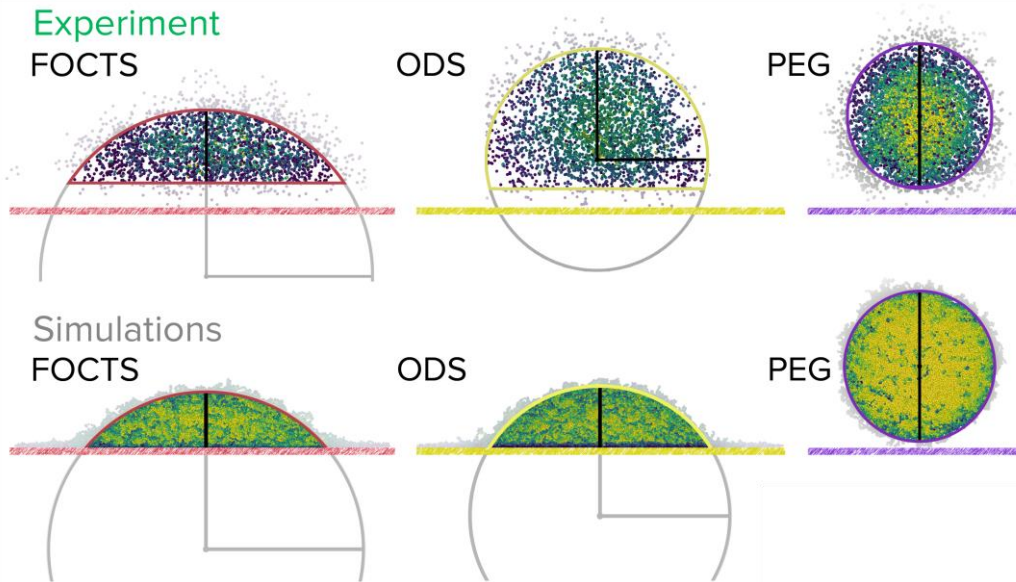 Experiment
FOCTS
ODS
PEG
Simulations
FOCTS
ODS
PEG